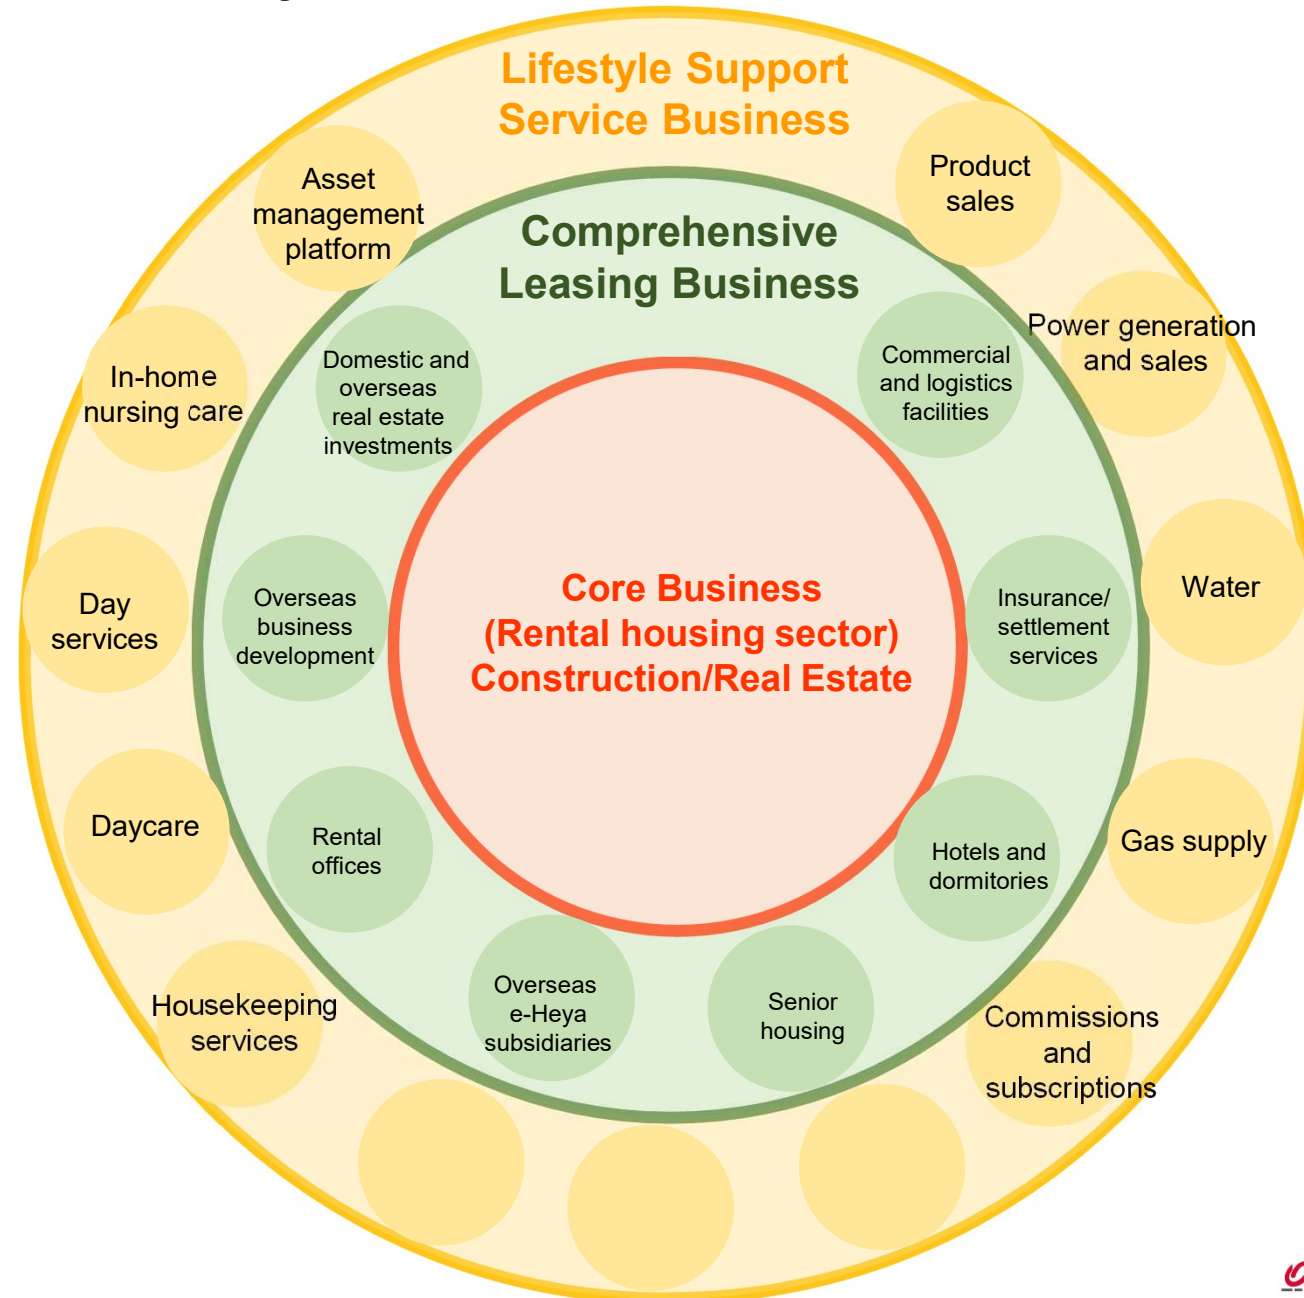 Lifestyle Support
Service Business
Asset
management
platform
Product
sales
Comprehensive
Leasing Business
Power generation
and sales
In-home
nursing care
Domestic and
overseas
real estate
investments
Commercial
and logistics
facilities
Day
services
Overseas
business
development
Core Business
(Rental housing sector)
Construction/Real Estate
Insurance/
settlement
services
Water
Daycare
Rental
offices
Hotels and
dormitories
Gas supply
Housekeeping
services
Overseas
e-Heya
subsidiaries
Senior
housing
Commissions
and
subscriptions